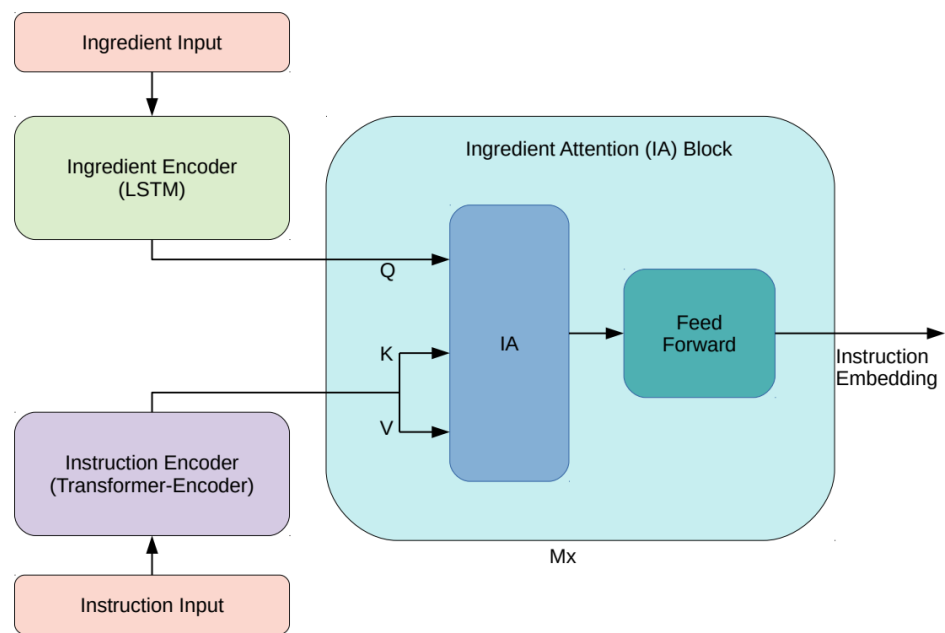 Ingredient Input
Ingredient Encoder
(LSTM)
Ingredient Attention (IA) Block
Q
K
V
IA
Feed
Forward
Instruction
Embedding
Instruction Encoder
(Transformer-Encoder)
Mx
Instruction Input